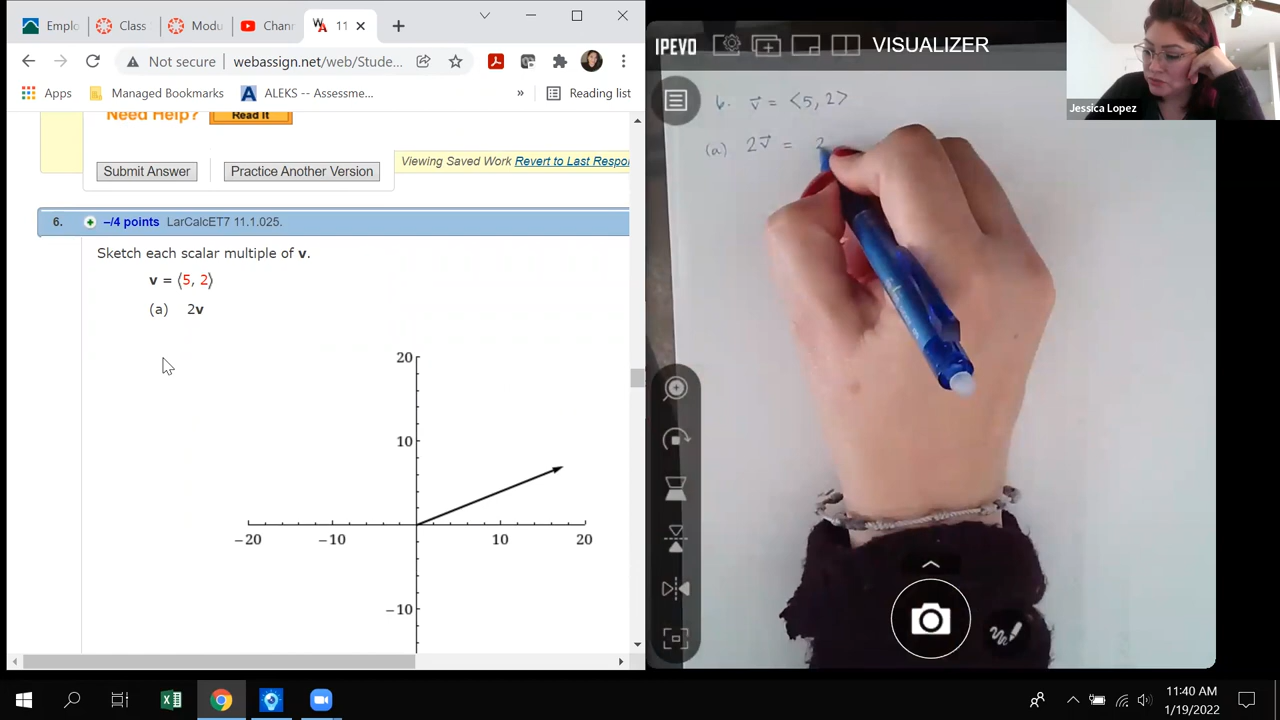 Emplo
Class
Modu
Chanr
11
Not secure
webassign.net/web/Stude...
Apps
Managed Bookmarks
ALEKS -- Assessme...
»
Reading list
Need Help?
Read It
Submit Answer
Practice Another Version
Viewing Saved Work Revert to Last Respo
6.
–/4 points
LarCalcET7 11.1.025.
Sketch each scalar multiple of v.
v = ⟨5, 2⟩
(a) 2v
20
10
−20
−10
10
20
−10
IPEVO
VISUALIZER
Jessica Lopez
6. v⃗ = <5, 2>
(a) 2v⃗ = 2
11:40 AM
1/19/2022